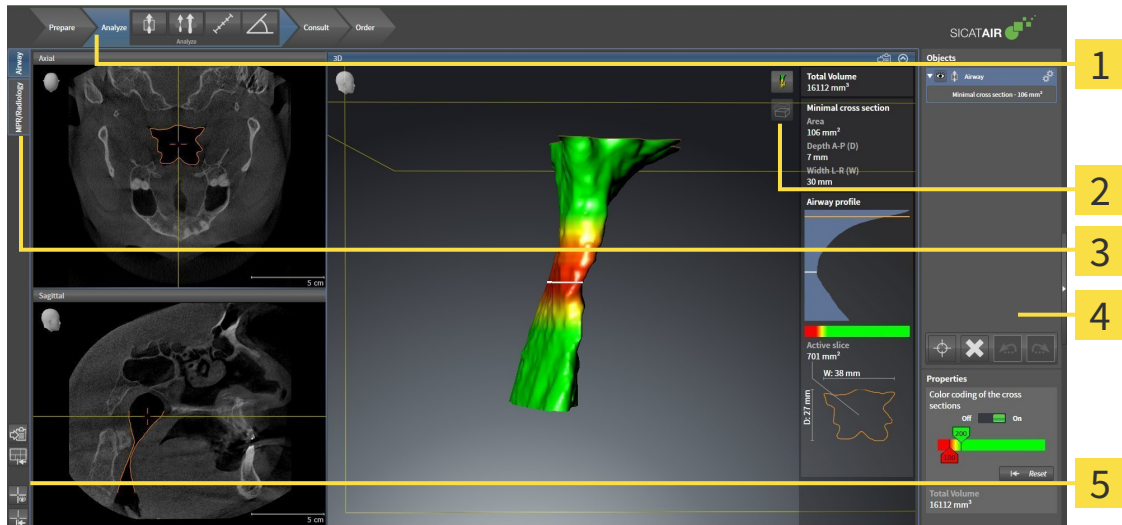 Prepare
Analyze
Analyze
Consult
Order
SICATAIR
1
Airway
MPR/Radiology
Axial
5 cm
3D
Total Volume
16112 mm³
Minimal cross section
Area
106 mm²
Depth A-P (D)
7 mm
Width L-R (W)
30 mm
Airway profile
Active slice
701 mm²
W: 38 mm
D: 27 mm
Objects
Airway
Minimal cross section - 106 mm²
2
3
4
Sagittal
5 cm
Properties
Color coding of the cross
sections
Off
On
200
100
Reset
Total Volume
16112 mm³
5